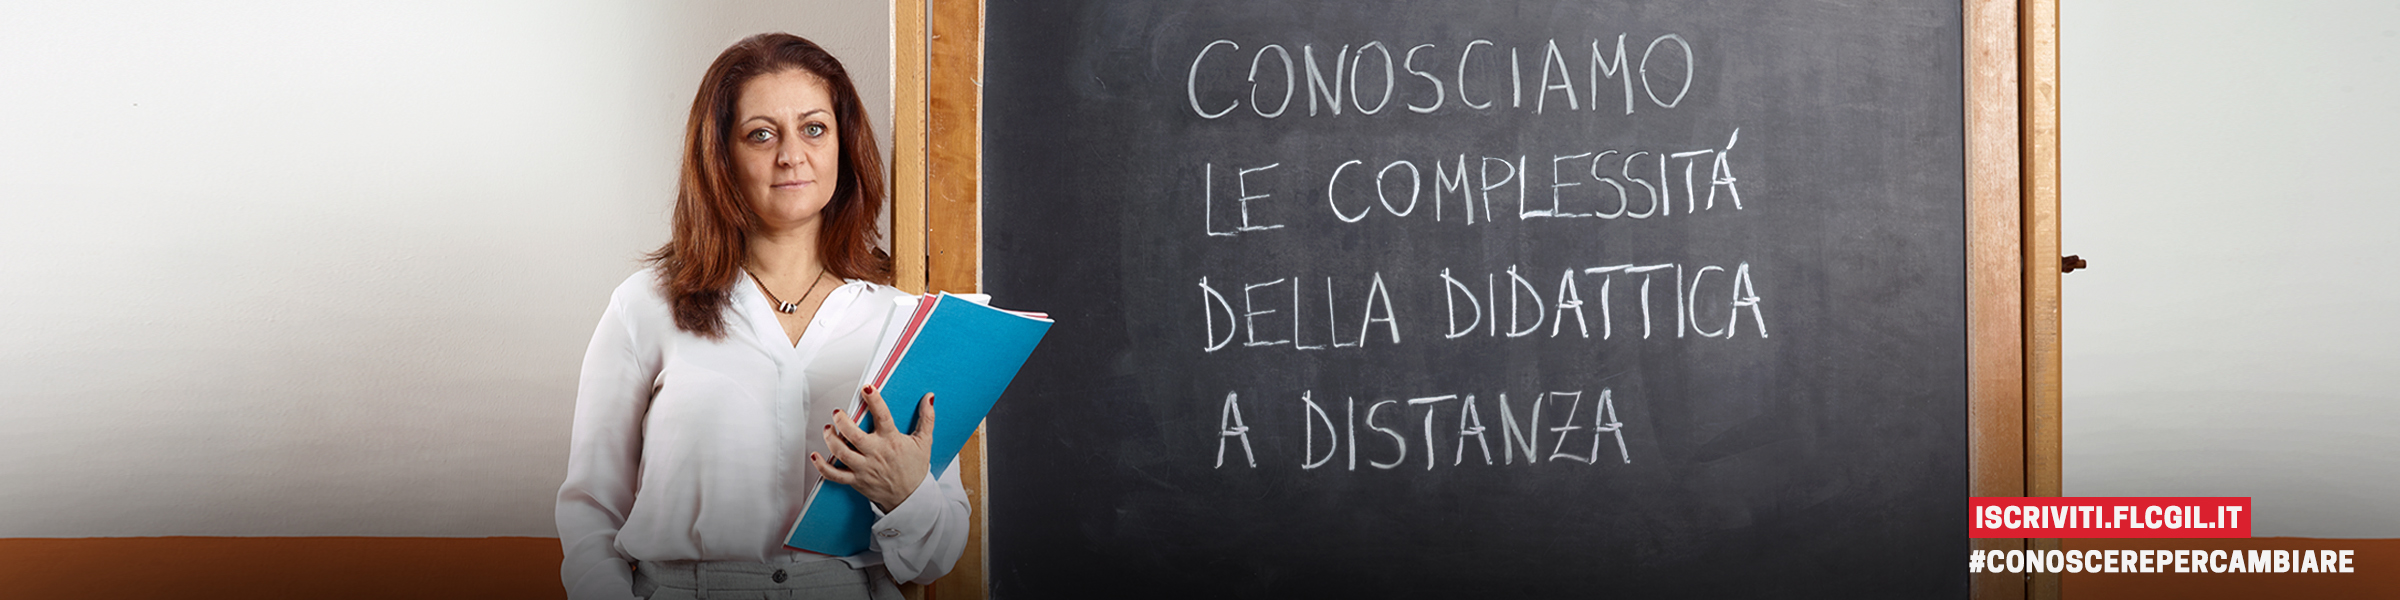 CONOSCIAMO
LE COMPLESSITÁ
DELLA DIDATTICA
A DISTANZA
ISCRIVITI.FLCGIL.IT
#CONOSCEREPERCAMBIARE